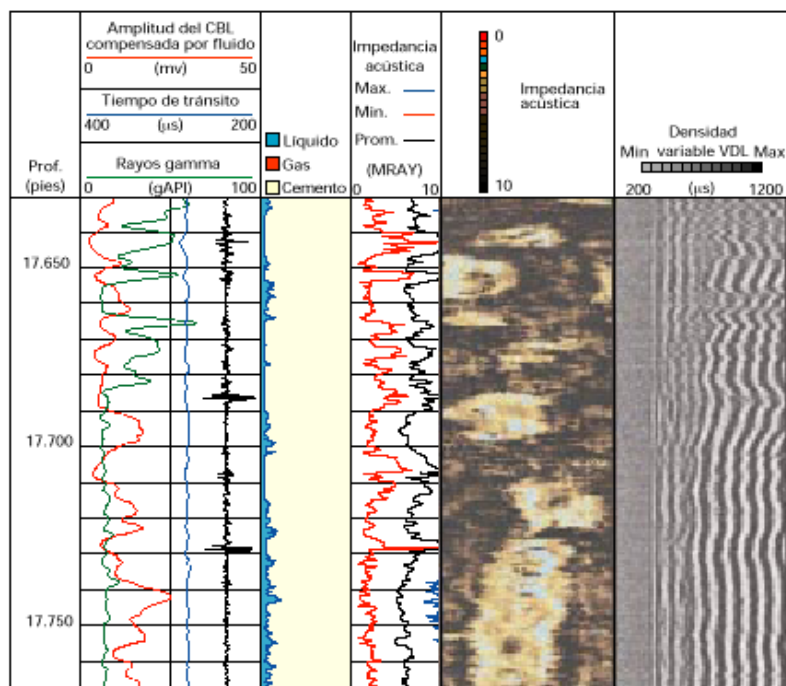 Amplitud del CBL
compensada por fluido
0 (mv) 50
Tiempo de tránsito
400 (µs) 200
Rayos gamma
0 (gAPI) 100
Prof.
(pies)
Líquido
Gas
Cemento
Impedancia
acústica
Max.
Min.
Prom.
(MRAY)
0 10
0
Impedancia
acústica
10
Densidad
Min variable VDL Max
200 (µs) 1200
17.650
17.700
17.750